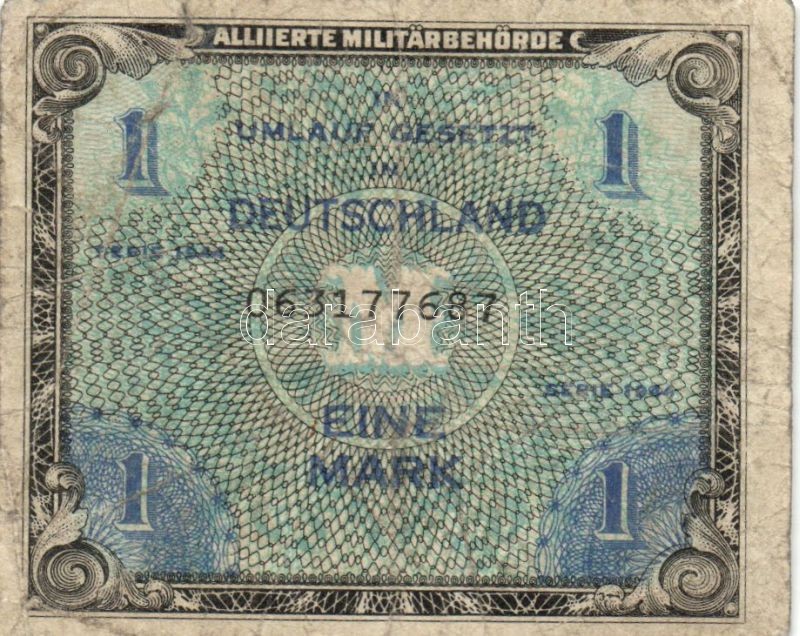 ALLIIERTE MILITÄRBEHÖRDE
1 1
IN
UMLAUF GESETZT
IN
DEUTSCHLAND
SERIE 1944
063177687
darabanth
SERIE 1944
EINE
MARK
1 1